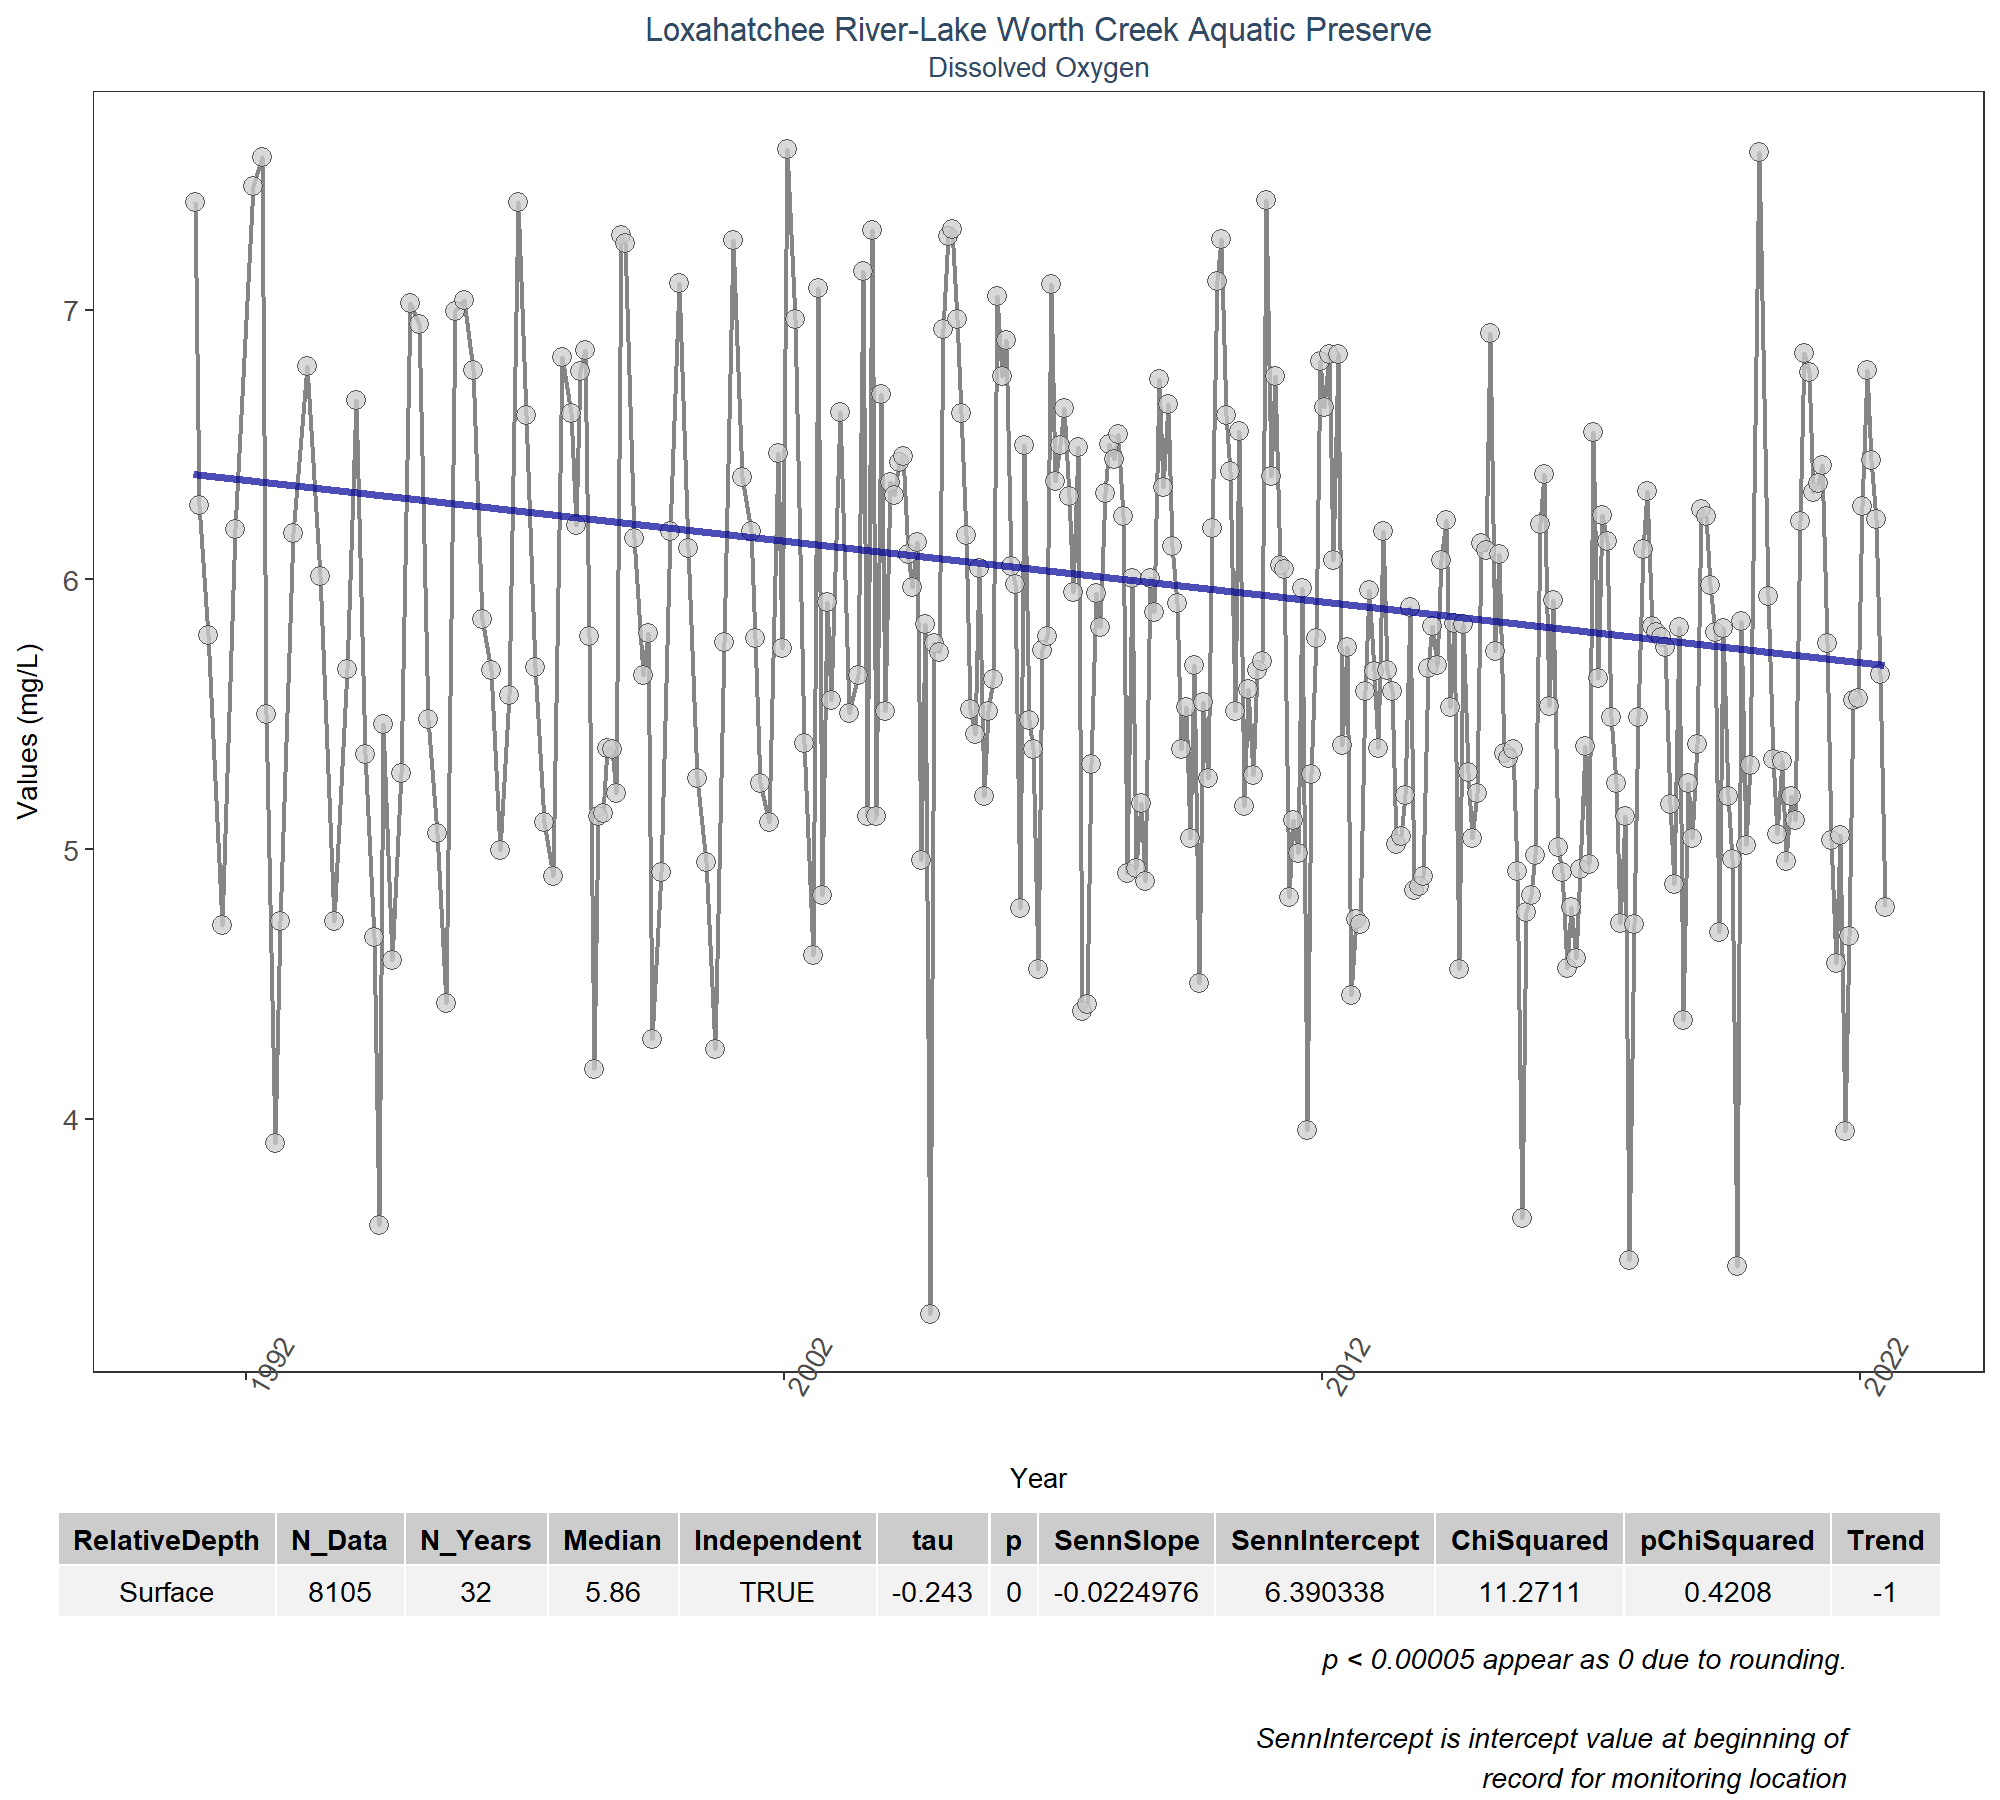 Loxahatchee River-Lake Worth Creek Aquatic Preserve
Dissolved Oxygen
Values (mg/L)
7
6
5
4
1992 2002 2012 2022
Year
RelativeDepth N_Data N_Years Median Independent tau p SennSlope SennIntercept ChiSquared pChiSquared Trend
Surface 8105 32 5.86 TRUE -0.243 0 -0.0224976 6.390338 11.2711 0.4208 -1
p < 0.00005 appear as 0 due to rounding.
SennIntercept is intercept value at beginning of
record for monitoring location